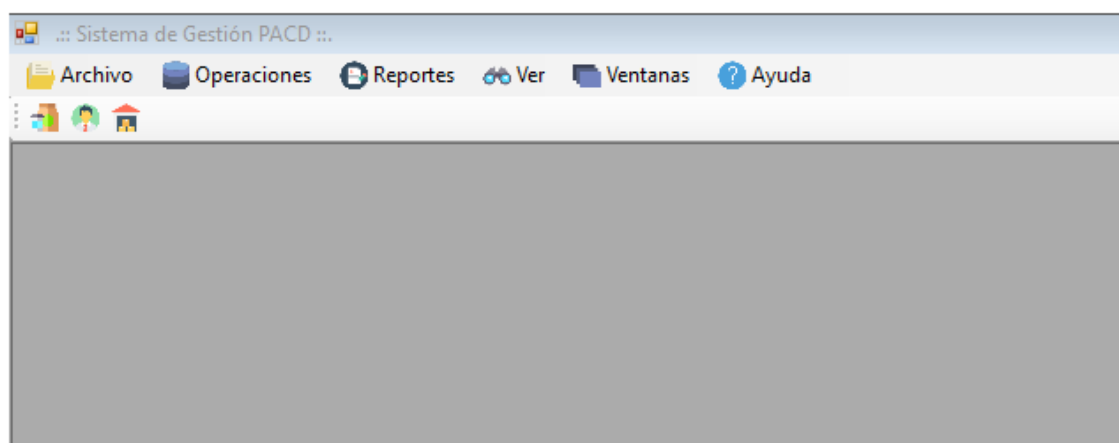 .:: Sistema de Gestión PACD ::.
Archivo Operaciones Reportes Ver Ventanas ? Ayuda